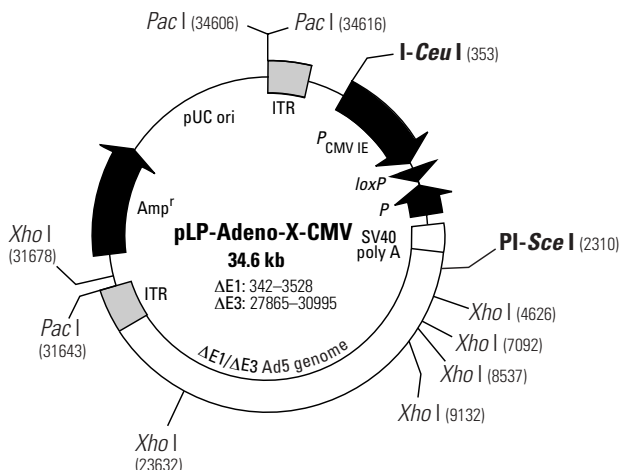 Pac I (34606)
Pac I (34616)
I-Ceu I (353)
ITR
pUC ori
P CMV IE
loxP
P
Amp r
SV40
poly A
pLP-Adeno-X-CMV
34.6 kb
ΔE1: 342–3528
ΔE3: 27865–30995
PI-Sce I (2310)
Xho I
(31678)
ITR
Pac I
(31643)
Xho I (4626)
Xho I (7092)
Xho I (8537)
Xho I (9132)
ΔE1/ΔE3 Ad5 genome
Xho I
(23632)